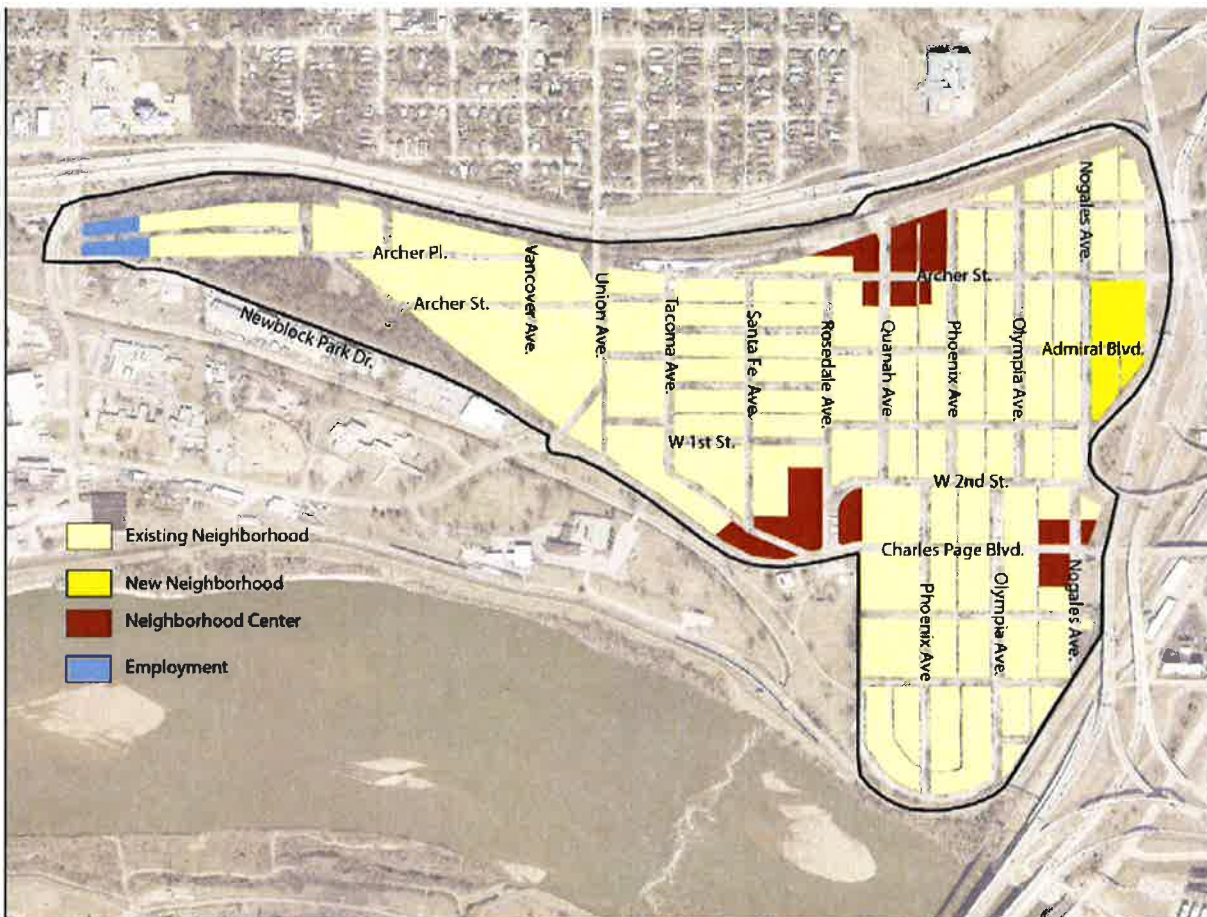 Nogales Ave.
Archer Pl.
Vancover Ave.
Union Ave.
Archer St.
Archer St.
Tacoma Ave.
Santa Fe Ave.
Rosedale Ave.
Quanah Ave.
Phoenix Ave
Olympia Ave.
Admiral Blvd.
Newblock Park Dr.
W 1st St.
W 2nd St.
Existing Neighborhood
Charles Page Blvd.
New Neighborhood
Phoenix Ave
Olympia Ave.
Nogales Ave.
Neighborhood Center
Employment